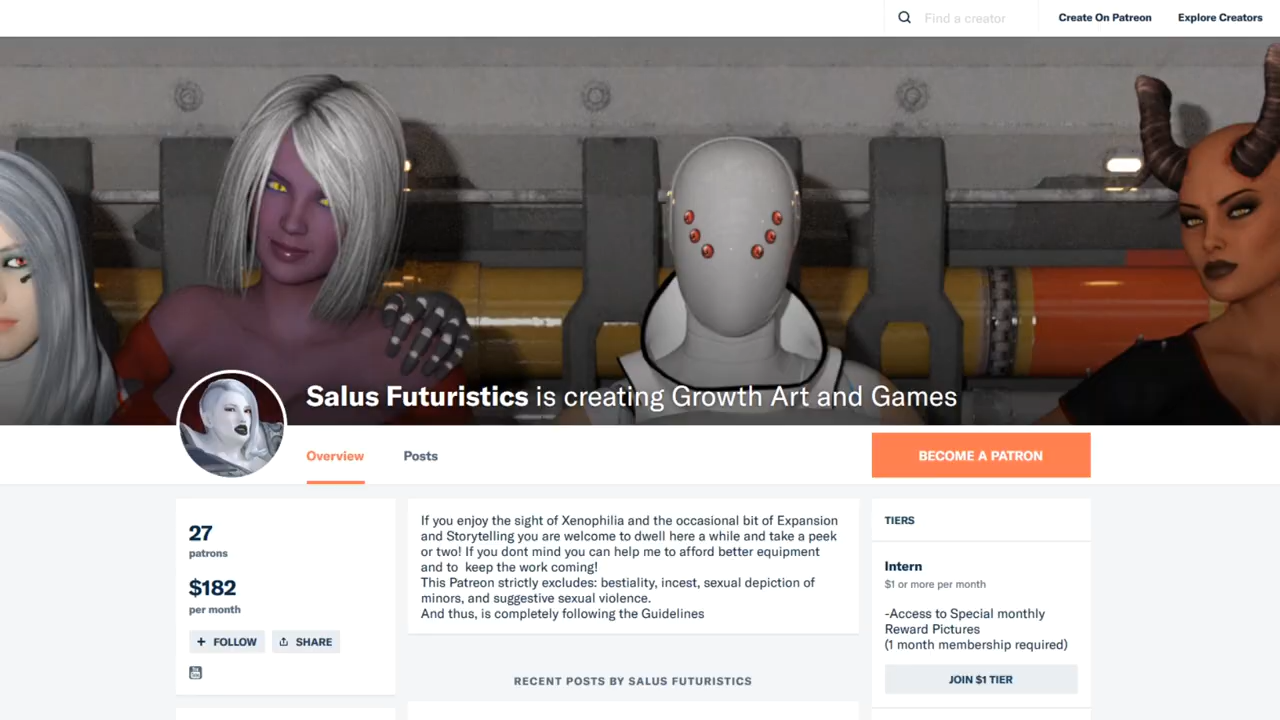 Find a creator
Create On Patreon
Explore Creators
Salus Futuristics is creating Growth Art and Games
Overview
Posts
BECOME A PATRON
27
patrons
$182
per month
+ FOLLOW
SHARE
If you enjoy the sight of Xenophilia and the occasional bit of Expansion
and Storytelling you are welcome to dwell here a while and take a peek
or two! If you dont mind you can help me to afford better equipment
and to keep the work coming!
This Patreon strictly excludes: bestiality, incest, sexual depiction of
minors, and suggestive sexual violence.
And thus, is completely following the Guidelines
RECENT POSTS BY SALUS FUTURISTICS
TIERS
Intern
$1 or more per month
-Access to Special monthly
Reward Pictures
(1 month membership required)
JOIN $1 TIER